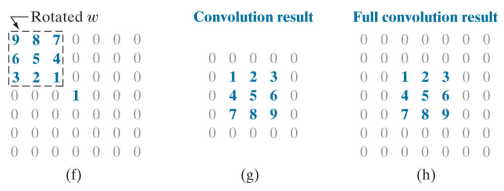 Rotated w
9 8 7 0 0 0 0
6 5 4 0 0 0 0
3 2 1 0 0 0 0
0 0 0 1 0 0 0
0 0 0 0 0 0 0
0 0 0 0 0 0 0
0 0 0 0 0 0 0
(f)
Convolution result
0 0 0 0 0
0 1 2 3 0
0 4 5 6 0
0 7 8 9 0
0 0 0 0 0
(g)
Full convolution result
0 0 0 0 0 0 0
0 0 0 0 0 0 0
0 0 1 2 3 0 0
0 0 4 5 6 0 0
0 0 7 8 9 0 0
0 0 0 0 0 0 0
0 0 0 0 0 0 0
(h)